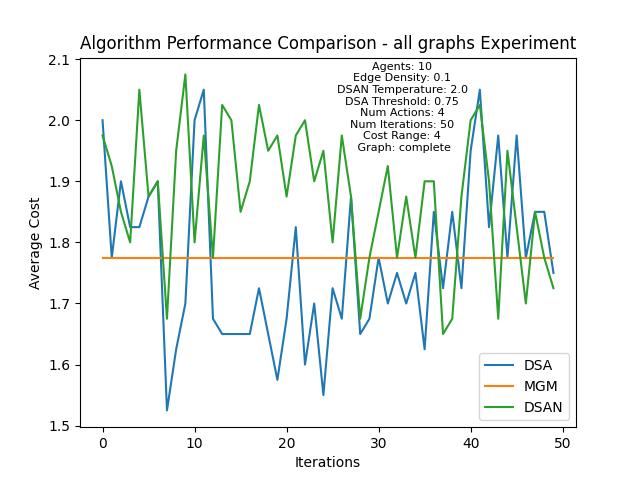 Algorithm Performance Comparison - all graphs Experiment
Agents: 10
Edge Density: 0.1
DSAN Temperature: 2.0
DSA Threshold: 0.75
Num Actions: 4
Num Iterations: 50
Cost Range: 4
Graph: complete
Average Cost
2.1
2.0
1.9
1.8
1.7
1.6
1.5
0
10
20
30
40
50
Iterations
DSA
MGM
DSAN